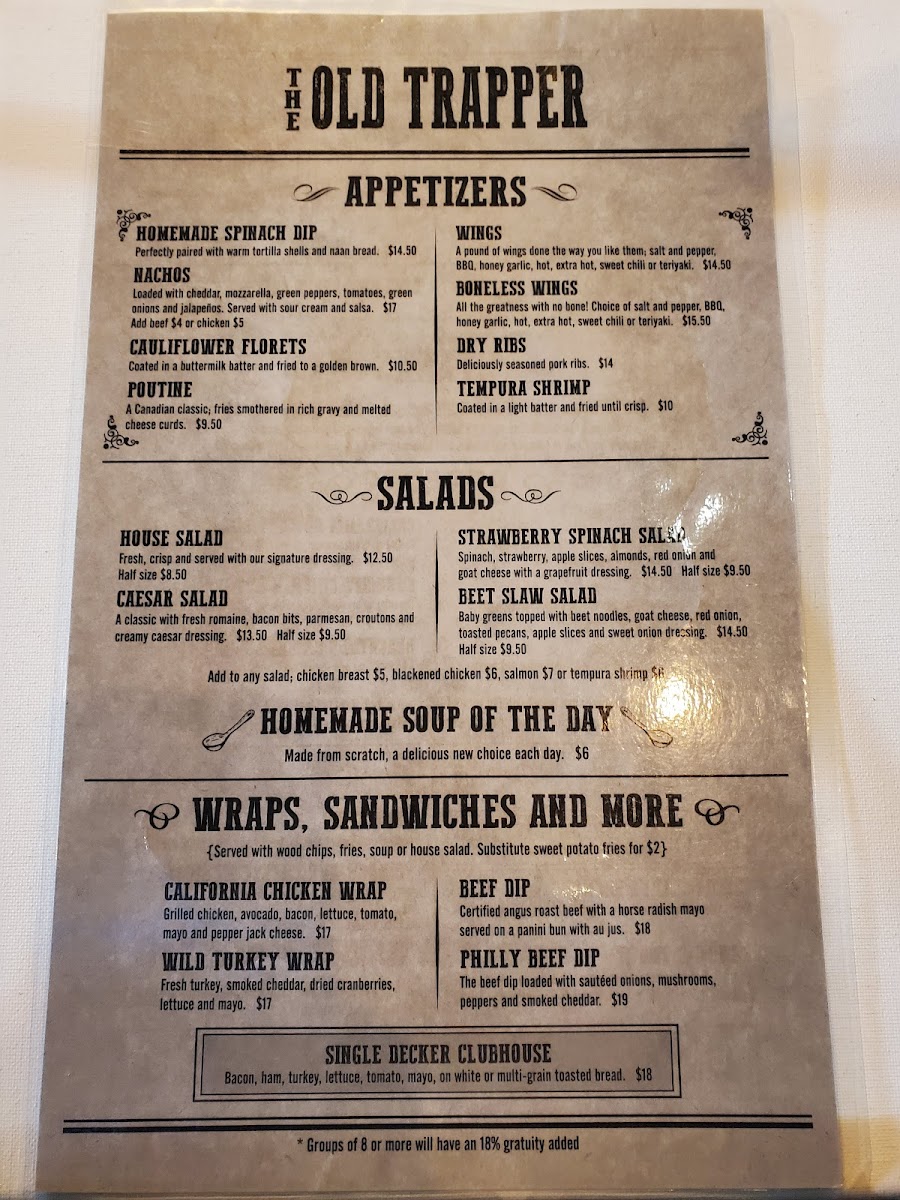 THE OLD TRAPPER
APPETIZERS
HOMEMADE SPINACH DIP
Perfectly paired with warm tortilla shells and naan bread. $14.50
NACHOS
Loaded with cheddar, mozzarella, green peppers, tomatoes, green
onions and jalapeños. Served with sour cream and salsa. $17
Add beef $4 or chicken $5
CAULIFLOWER FLORETS
Coated in a buttermilk batter and fried to a golden brown. $10.50
POUTINE
A Canadian classic; fries smothered in rich gravy and melted
cheese curds. $9.50
WINGS
A pound of wings done the way you like them; salt and pepper,
BBQ, honey garlic, hot, extra hot, sweet chili or teriyaki. $14.50
BONELESS WINGS
All the greatness with no bone! Choice of salt and pepper, BBQ,
honey garlic, hot, extra hot, sweet chili or teriyaki. $15.50
DRY RIBS
Deliciously seasoned pork ribs. $14
TEMPURA SHRIMP
Coated in a light batter and fried until crisp. $10
SALADS
HOUSE SALAD
Fresh, crisp and served with our signature dressing. $12.50
Half size $8.50
CAESAR SALAD
A classic with fresh romaine, bacon bits, parmesan, croutons and
creamy caesar dressing. $13.50 Half size $9.50
STRAWBERRY SPINACH SALAD
Spinach, strawberry, apple slices, almonds, red onion and
goat cheese with a grapefruit dressing. $14.50 Half size $9.50
BEET SLAW SALAD
Baby greens topped with beet noodles, goat cheese, red onion,
toasted pecans, apple slices and sweet onion dressing. $14.50
Half size $9.50
Add to any salad; chicken breast $5, blackened chicken $6, salmon $7 or tempura shrimp $6
HOMEMADE SOUP OF THE DAY
Made from scratch, a delicious new choice each day. $6
WRAPS, SANDWICHES AND MORE
{Served with wood chips, fries, soup or house salad. Substitute sweet potato fries for $2}
CALIFORNIA CHICKEN WRAP
Grilled chicken, avocado, bacon, lettuce, tomato,
mayo and pepper jack cheese. $17
WILD TURKEY WRAP
Fresh turkey, smoked cheddar, dried cranberries,
lettuce and mayo. $17
BEEF DIP
Certified angus roast beef with a horse radish mayo
served on a panini bun with au jus. $18
PHILLY BEEF DIP
The beef dip loaded with sautéed onions, mushrooms,
peppers and smoked cheddar. $19
SINGLE DECKER CLUBHOUSE
Bacon, ham, turkey, lettuce, tomato, mayo, on white or multi-grain toasted bread. $18
* Groups of 8 or more will have an 18% gratuity added